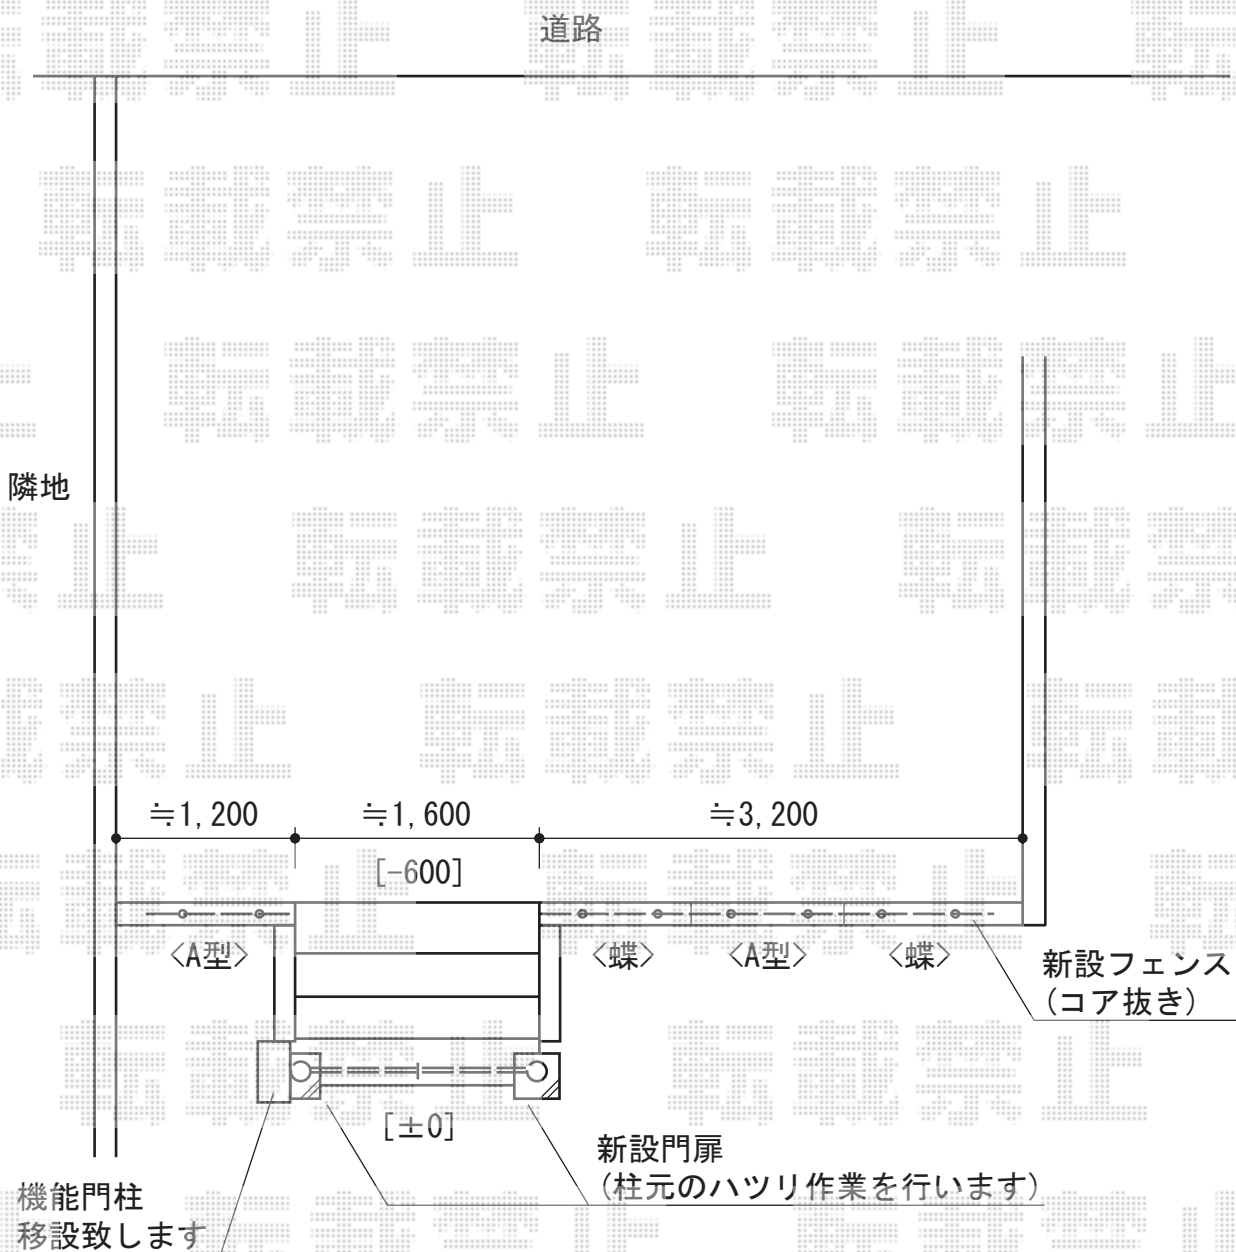 道路
転載禁止
隣地
≒1,200
≒1,600
≒3,200
[-600]
<A型>
<蝶>
<A型>
<蝶>
新設フェンス
(コア抜き)
[±0]
新設門扉
(柱元のハツリ作業を行います)
機能門柱
移設致します